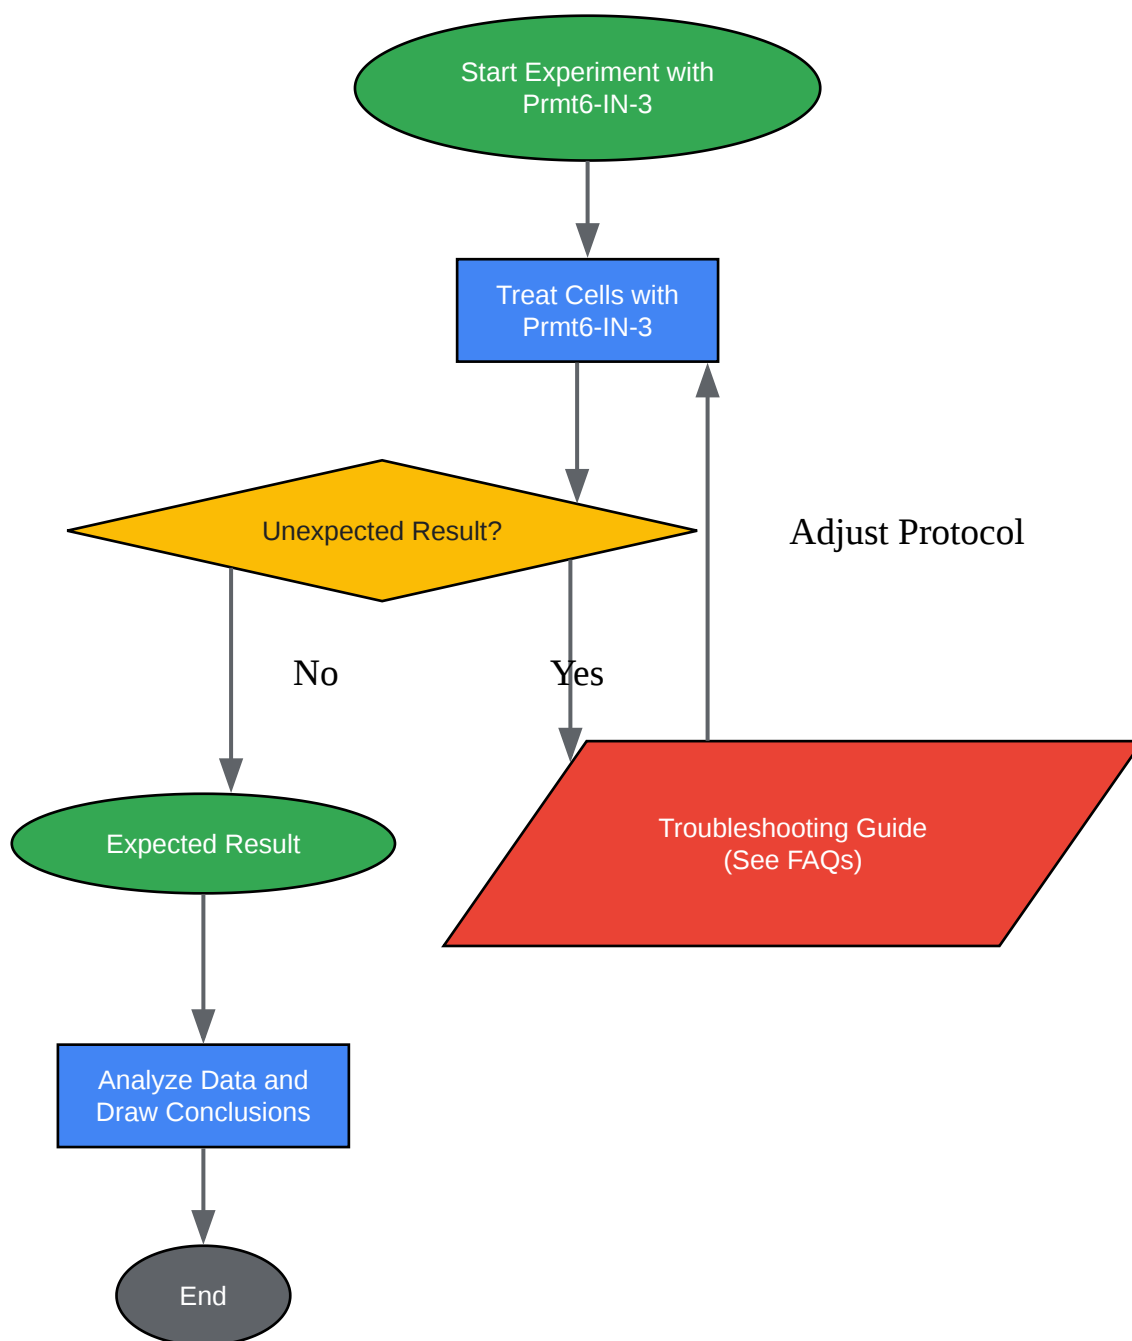 Start Experiment with
Prmt6-IN-3
Treat Cells with
Prmt6-IN-3
Unexpected Result?
Adjust Protocol
No
Yes
Expected Result
Troubleshooting Guide
(See FAQs)
Analyze Data and
Draw Conclusions
End